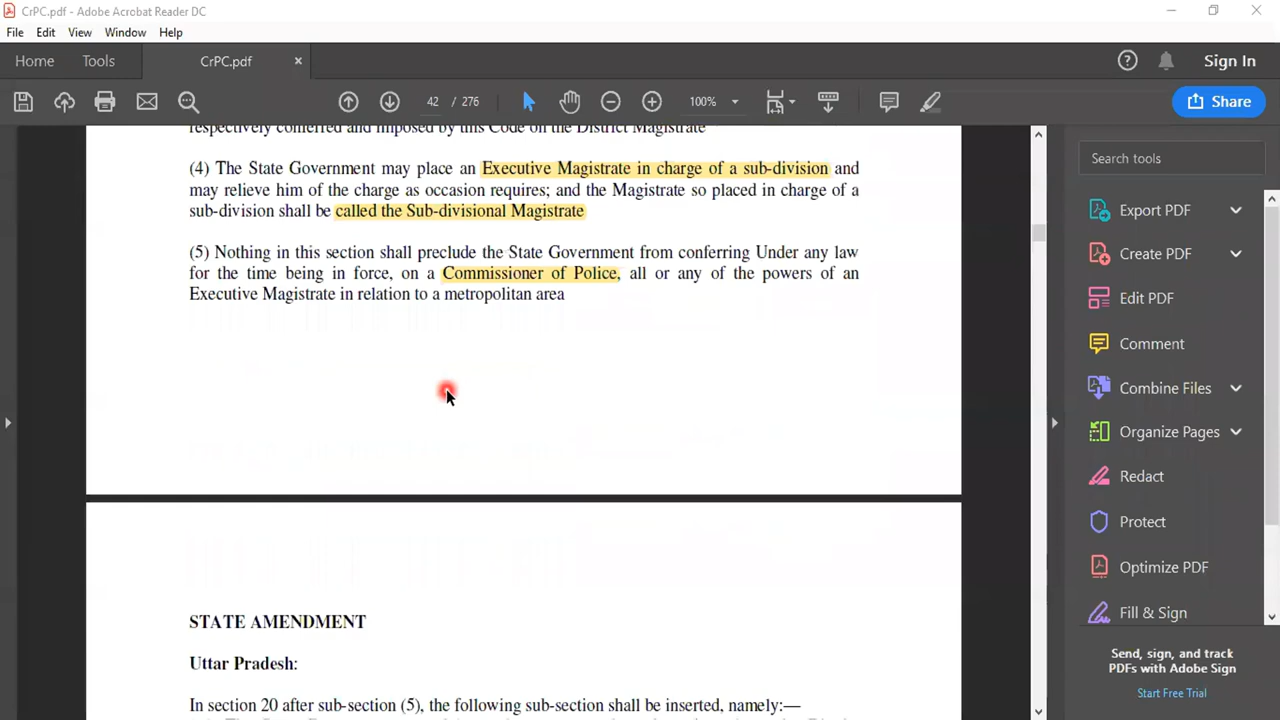 CrPC.pdf - Adobe Acrobat Reader DC
File Edit View Window Help
Home Tools CrPC.pdf × Sign In
42 / 276 100% Share
respectively conferred and imposed by this Code on the District Magistrate
(4) The State Government may place an Executive Magistrate in charge of a sub-division and
may relieve him of the charge as occasion requires; and the Magistrate so placed in charge of a
sub-division shall be called the Sub-divisional Magistrate
(5) Nothing in this section shall preclude the State Government from conferring Under any law
for the time being in force, on a Commissioner of Police, all or any of the powers of an
Executive Magistrate in relation to a metropolitan area
STATE AMENDMENT
Uttar Pradesh:
In section 20 after sub-section (5), the following sub-section shall be inserted, namely:—
Search tools
Export PDF
Create PDF
Edit PDF
Comment
Combine Files
Organize Pages
Redact
Protect
Optimize PDF
Fill & Sign
Send, sign, and track
PDFs with Adobe Sign
Start Free Trial